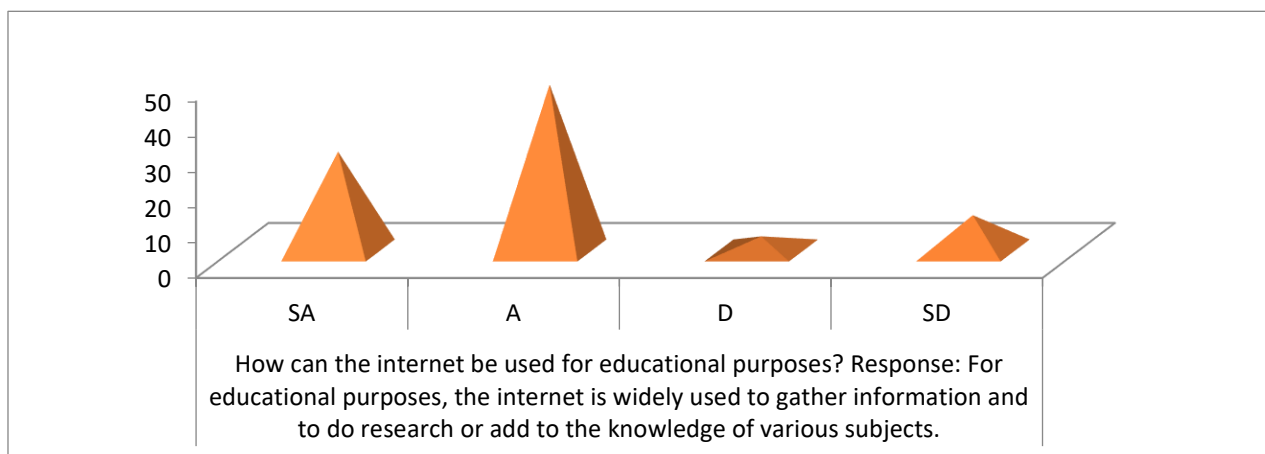 50
40
30
20
10
0
SA A D SD
How can the internet be used for educational purposes? Response: For
educational purposes, the internet is widely used to gather information and
to do research or add to the knowledge of various subjects.